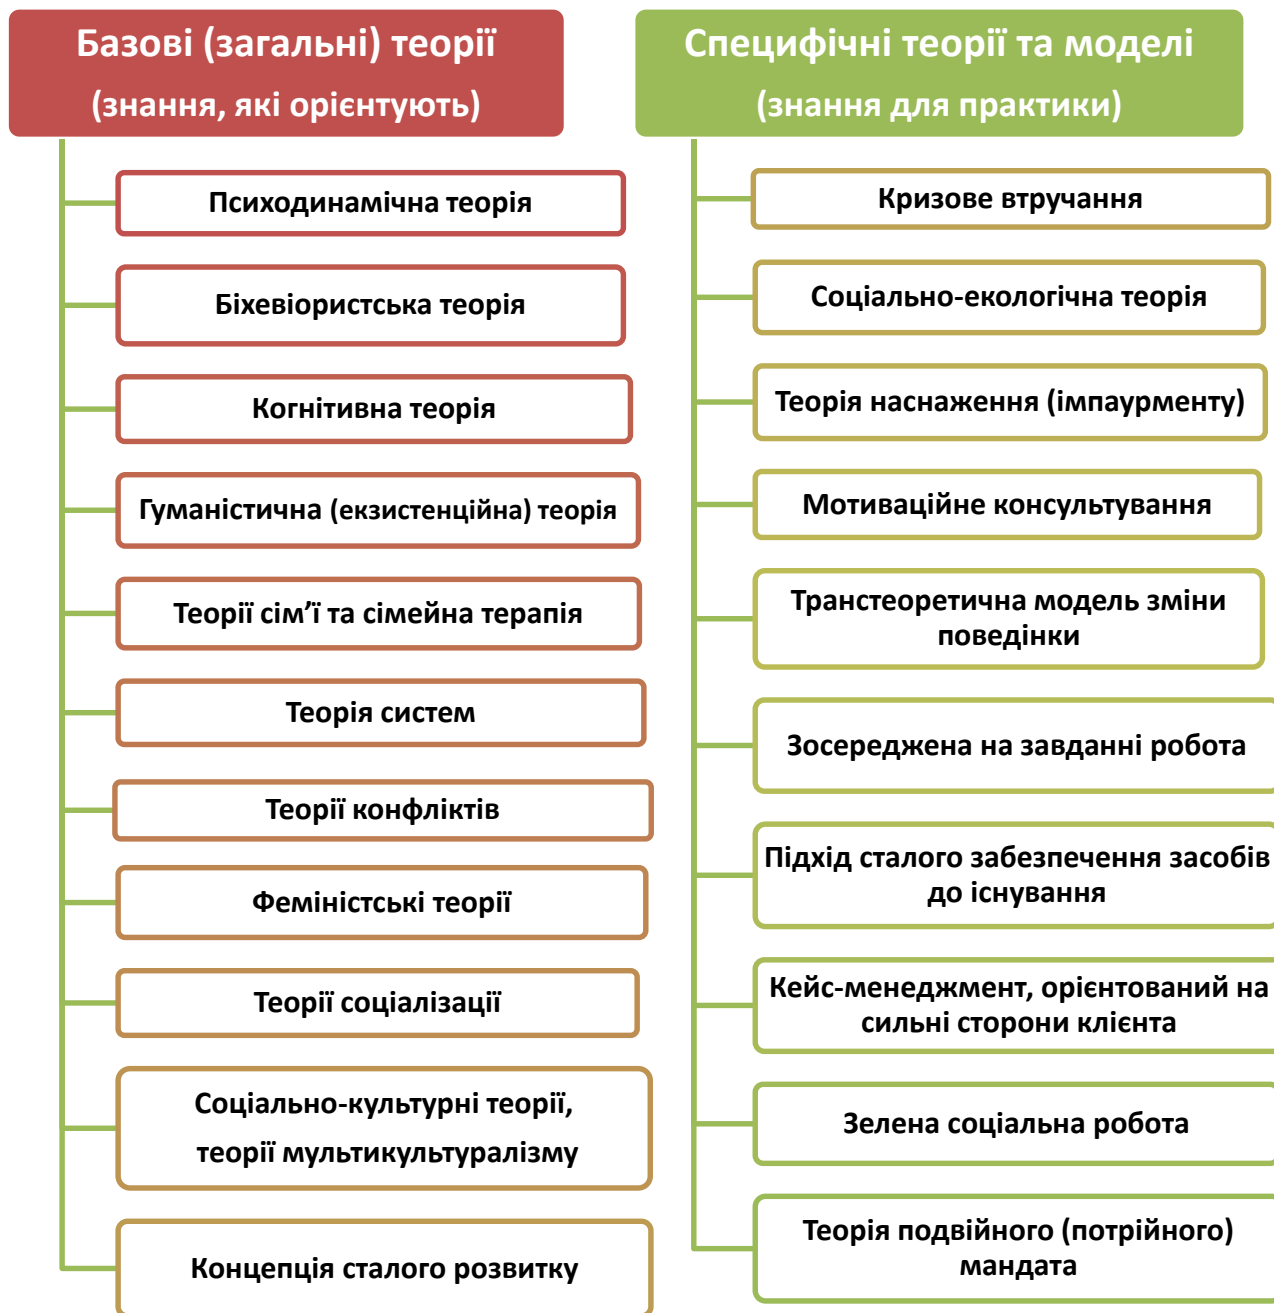 Базові (загальні) теорії
(знання, які орієнтують)
Психодинамічна теорія
Біхевіористська теорія
Когнітивна теорія
Гуманістична (екзистенційна) теорія
Теорії сім’ї та сімейна терапія
Теорія систем
Теорії конфліктів
Феміністські теорії
Теорії соціалізації
Соціально-культурні теорії,
теорії мультикультуралізму
Концепція сталого розвитку
Специфічні теорії та моделі
(знання для практики)
Кризове втручання
Соціально-екологічна теорія
Теорія наснаження (імпаурменту)
Мотиваційне консультування
Транстеоретична модель зміни
поведінки
Зосереджена на завданні робота
Підхід сталого забезпечення засобів
до існування
Кейс-менеджмент, орієнтований на
сильні сторони клієнта
Зелена соціальна робота
Теорія подвійного (потрійного)
мандата